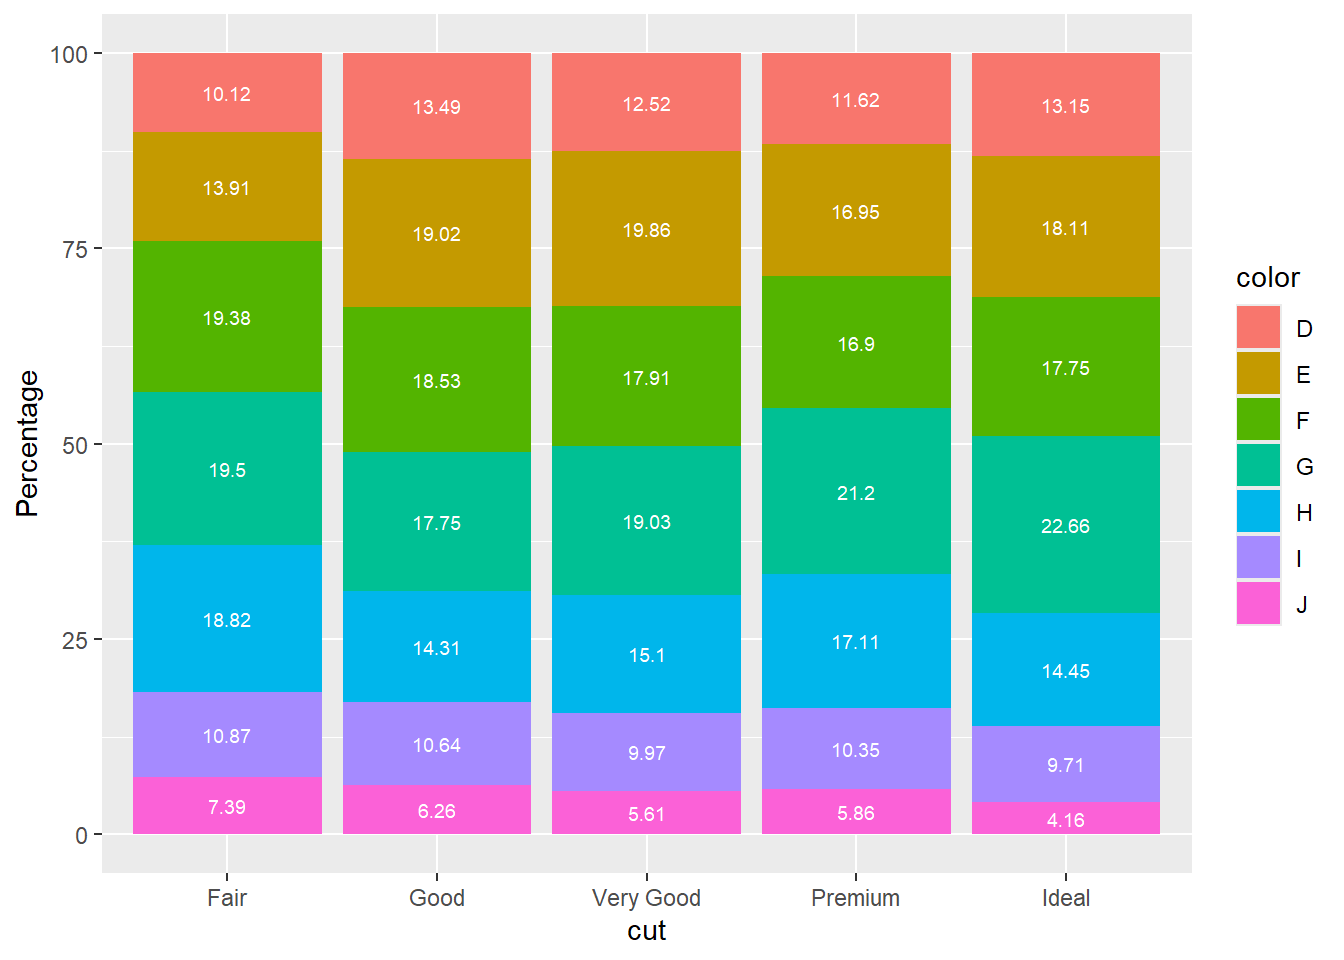 100
75
50
25
0
Percentage
10.12 13.49 12.52 11.62 13.15
13.91 19.02 19.86 16.95 18.11
19.38 18.53 17.91 16.9 17.75
19.5 17.75 19.03 21.2 22.66
18.82 14.31 15.1 17.11 14.45
10.87 10.64 9.97 10.35 9.71
7.39 6.26 5.61 5.86 4.16
Fair Good Very Good Premium Ideal
cut
color
D
E
F
G
H
I
J